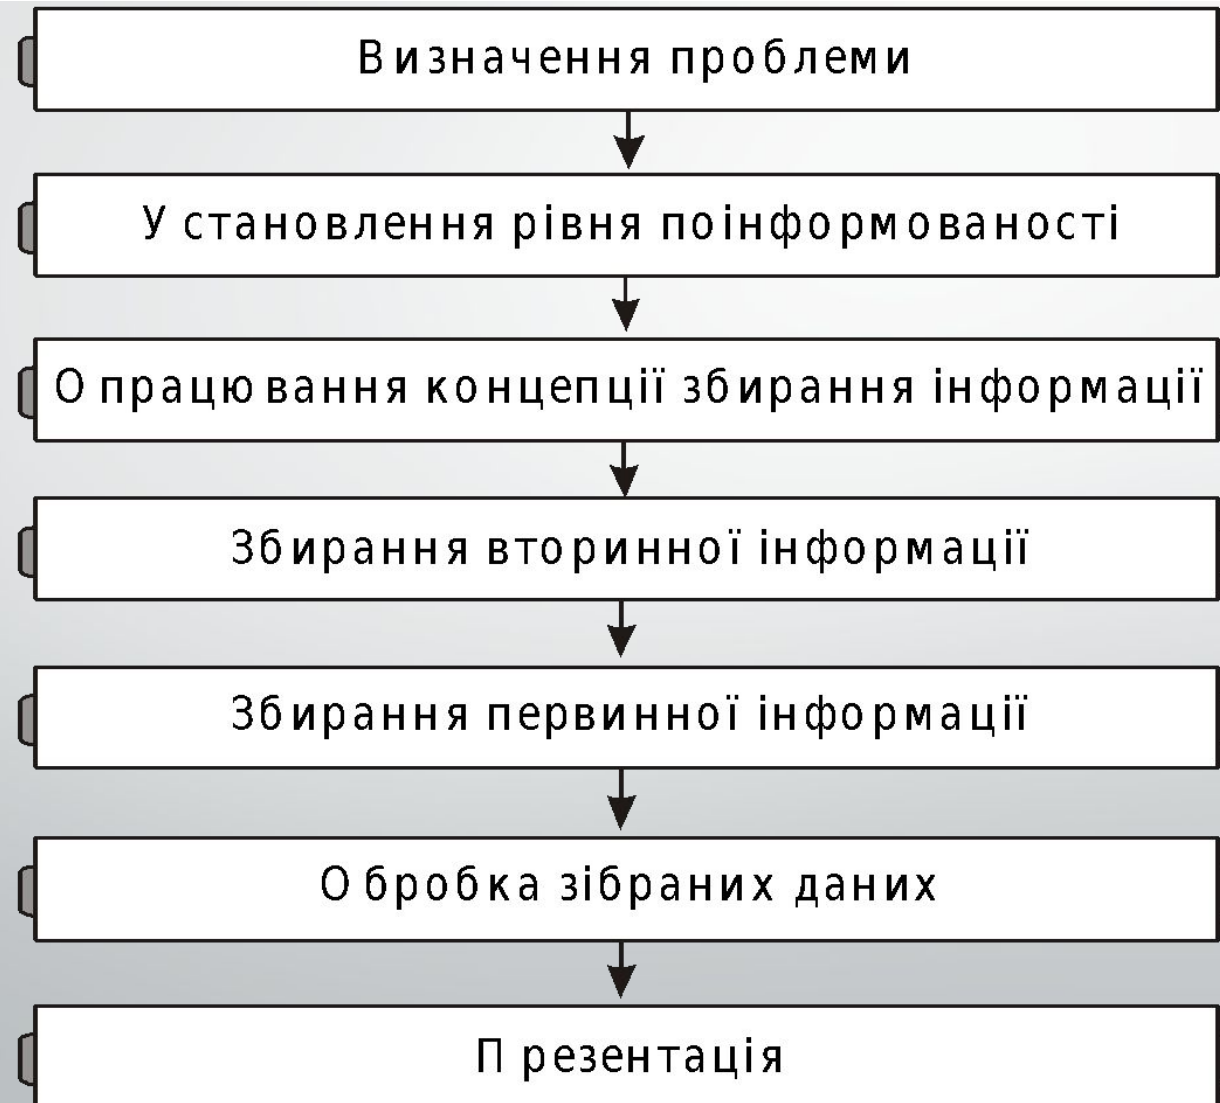 Визначення проблеми
Установлення рівня поінформованості
Опрацювання концепції збирання інформації
Збирання вторинної інформації
Збирання первинної інформації
Обробка зібраних даних
Презентація